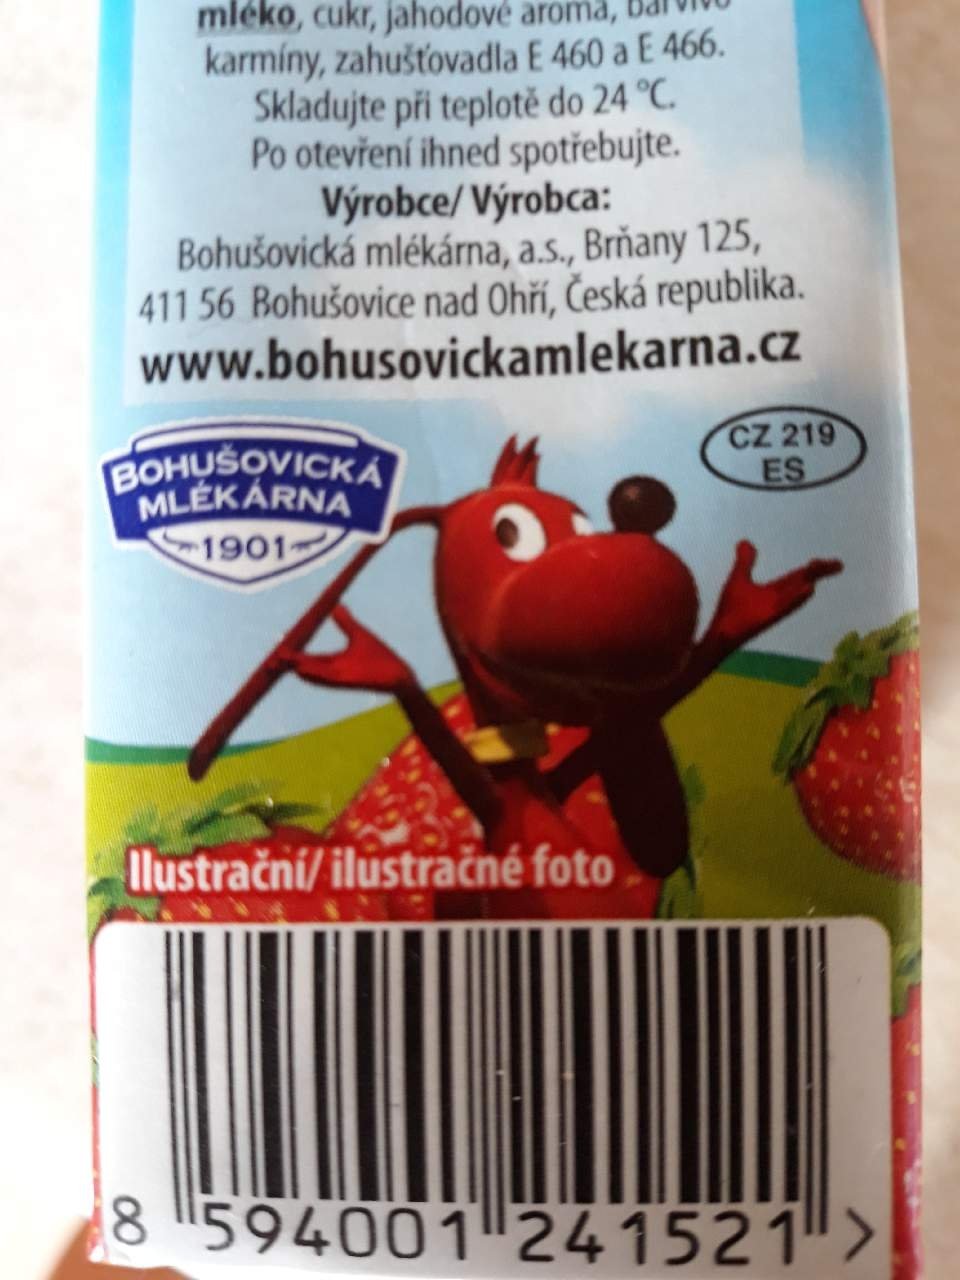 mléko, cukr, jahodové aroma, barvivo
karmíny, zahušťovadla E 460 a E 466.
Skladujte při teplotě do 24 °C.
Po otevření ihned spotřebujte.
Výrobce/ Výrobca:
Bohušovická mlékárna, a.s., Brňany 125,
411 56 Bohušovice nad Ohří, Česká republika.
www.bohusovickamlekarna.cz
BOHUŠOVICKÁ
MLÉKÁRNA
1901
CZ 219
ES
Ilustrační/ ilustračné foto
8 594001 241521 >